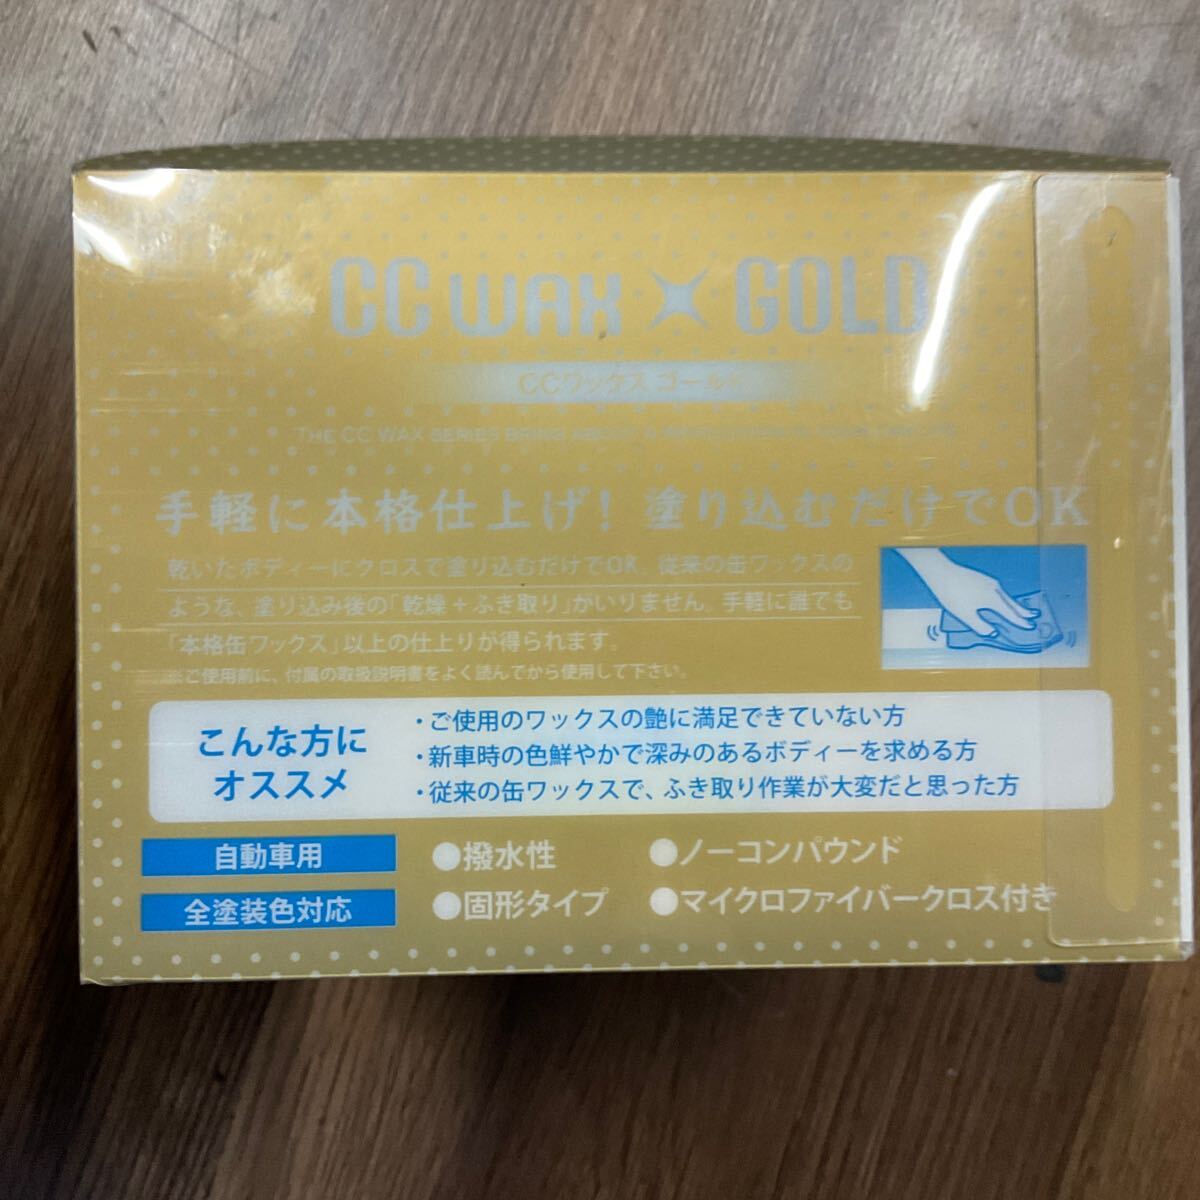 CC WAX GOLD
CCワックス ゴールド
THE CC WAX SERIES BRING ABOUT A
手軽に本格仕上げ! 塗り込むだけでOK
乾いたボディーにクロスで塗り込むだけでOK。従来の缶ワックスの
ような、塗り込み後の「乾燥+ふき取り」がいりません。手軽に誰でも
「本格缶ワックス」以上の仕上りが得られます。
※ご使用前に、付属の取扱説明書をよく読んでから使用して下さい。
こんな方に
オススメ
・ご使用のワックスの艶に満足できていない方
・新車時の色鮮やかで深みのあるボディーを求める方
・従来の缶ワックスで、ふき取り作業が大変だと思った方
自動車用
●撥水性
●ノーコンパウンド
全塗装色対応
●固形タイプ
●マイクロファイバークロス付き